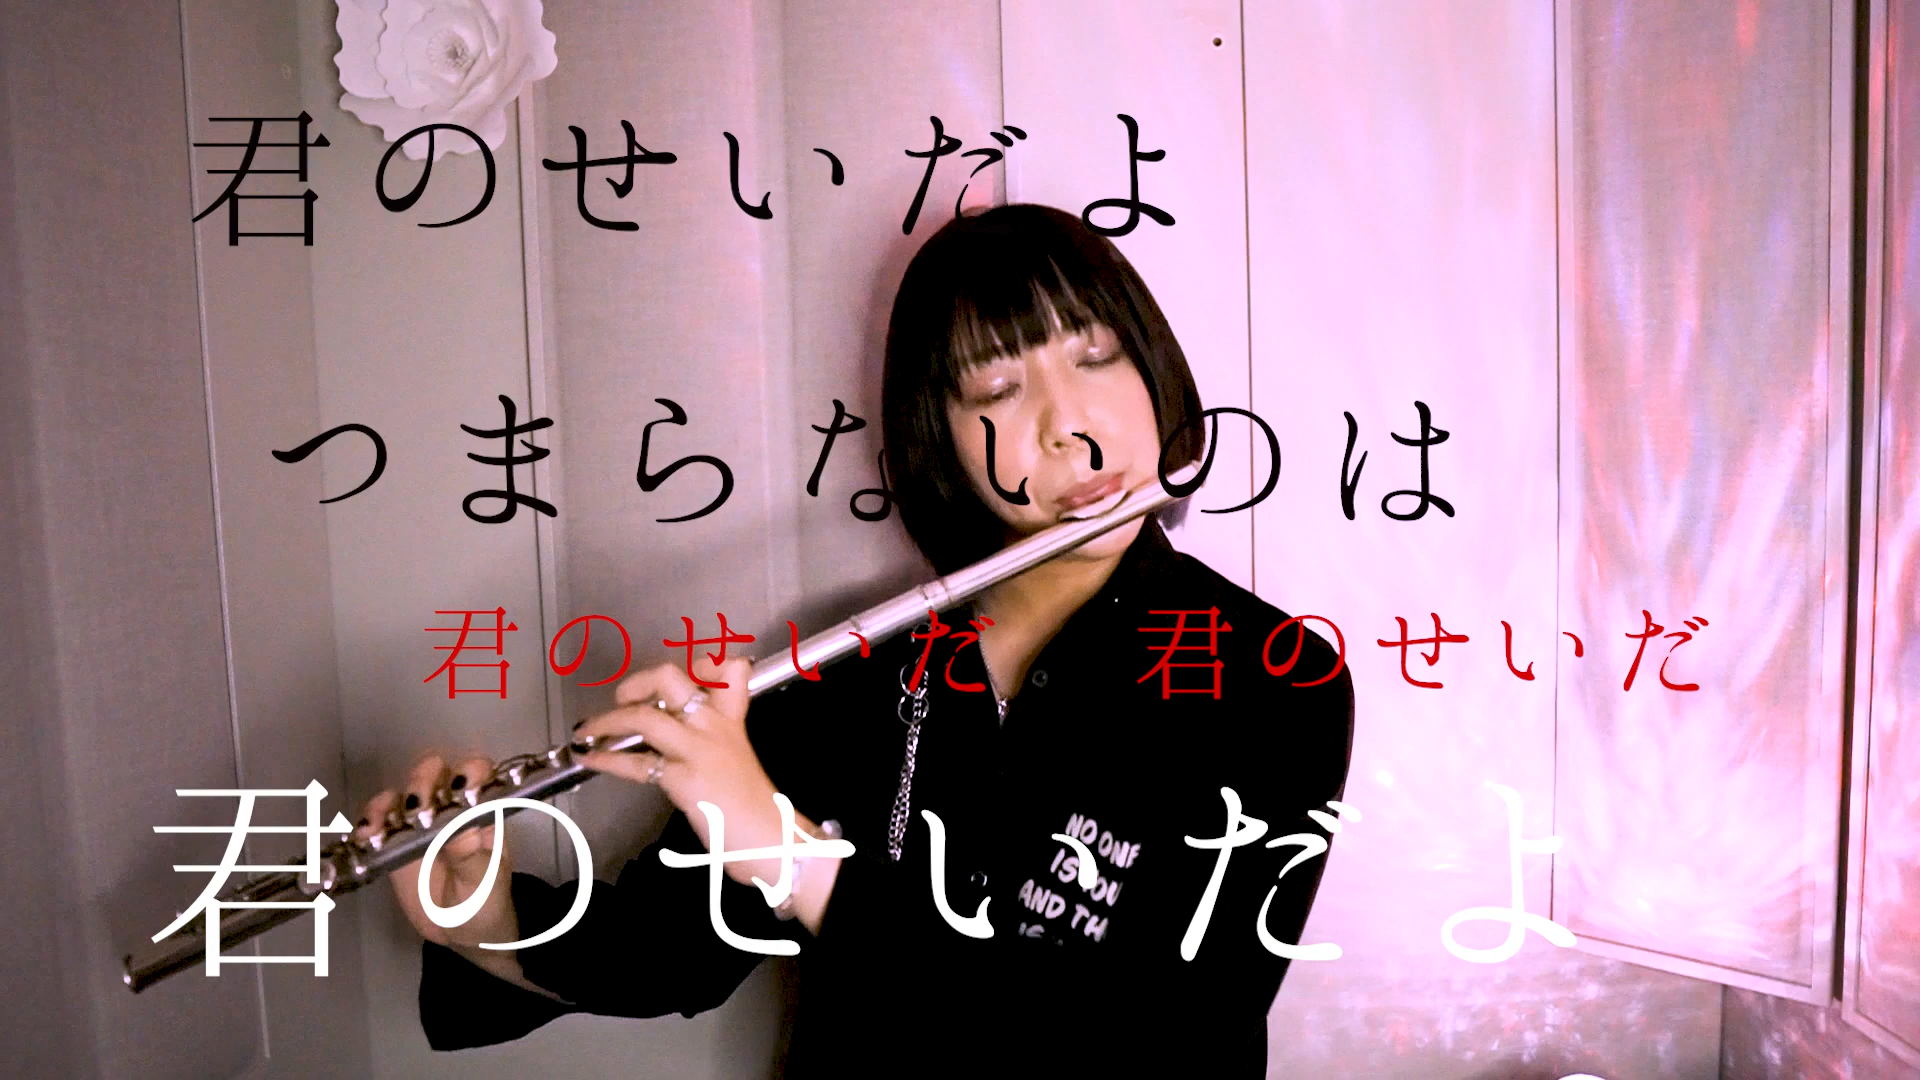 君のせいだよ
つまらないのは
君のせいだ 君のせいだ
君のせいだよ
NO ONE
IS YOU
AND TH